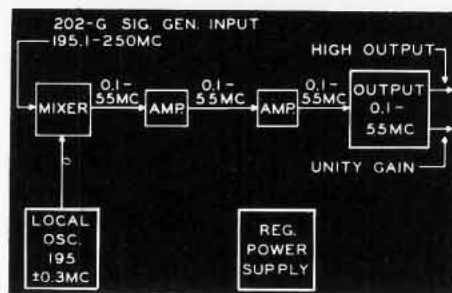 202-G SIG. GEN. INPUT
195.1-250MC
HIGH OUTPUT
MIXER
0.1-
55MC
AMP.
0.1-
55MC
AMP.
0.1-
55MC
OUTPUT
0.1-
55MC
UNITY GAIN
LOCAL
OSC.
195
±0.3MC
REG.
POWER
SUPPLY